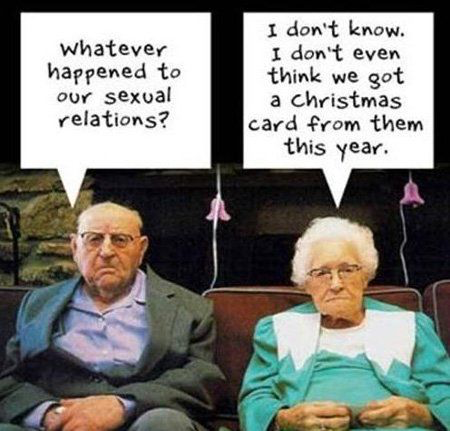 Whatever
happened to
our sexual
relations?
I don't know.
I don't even
think we got
a Christmas
card from them
this year.